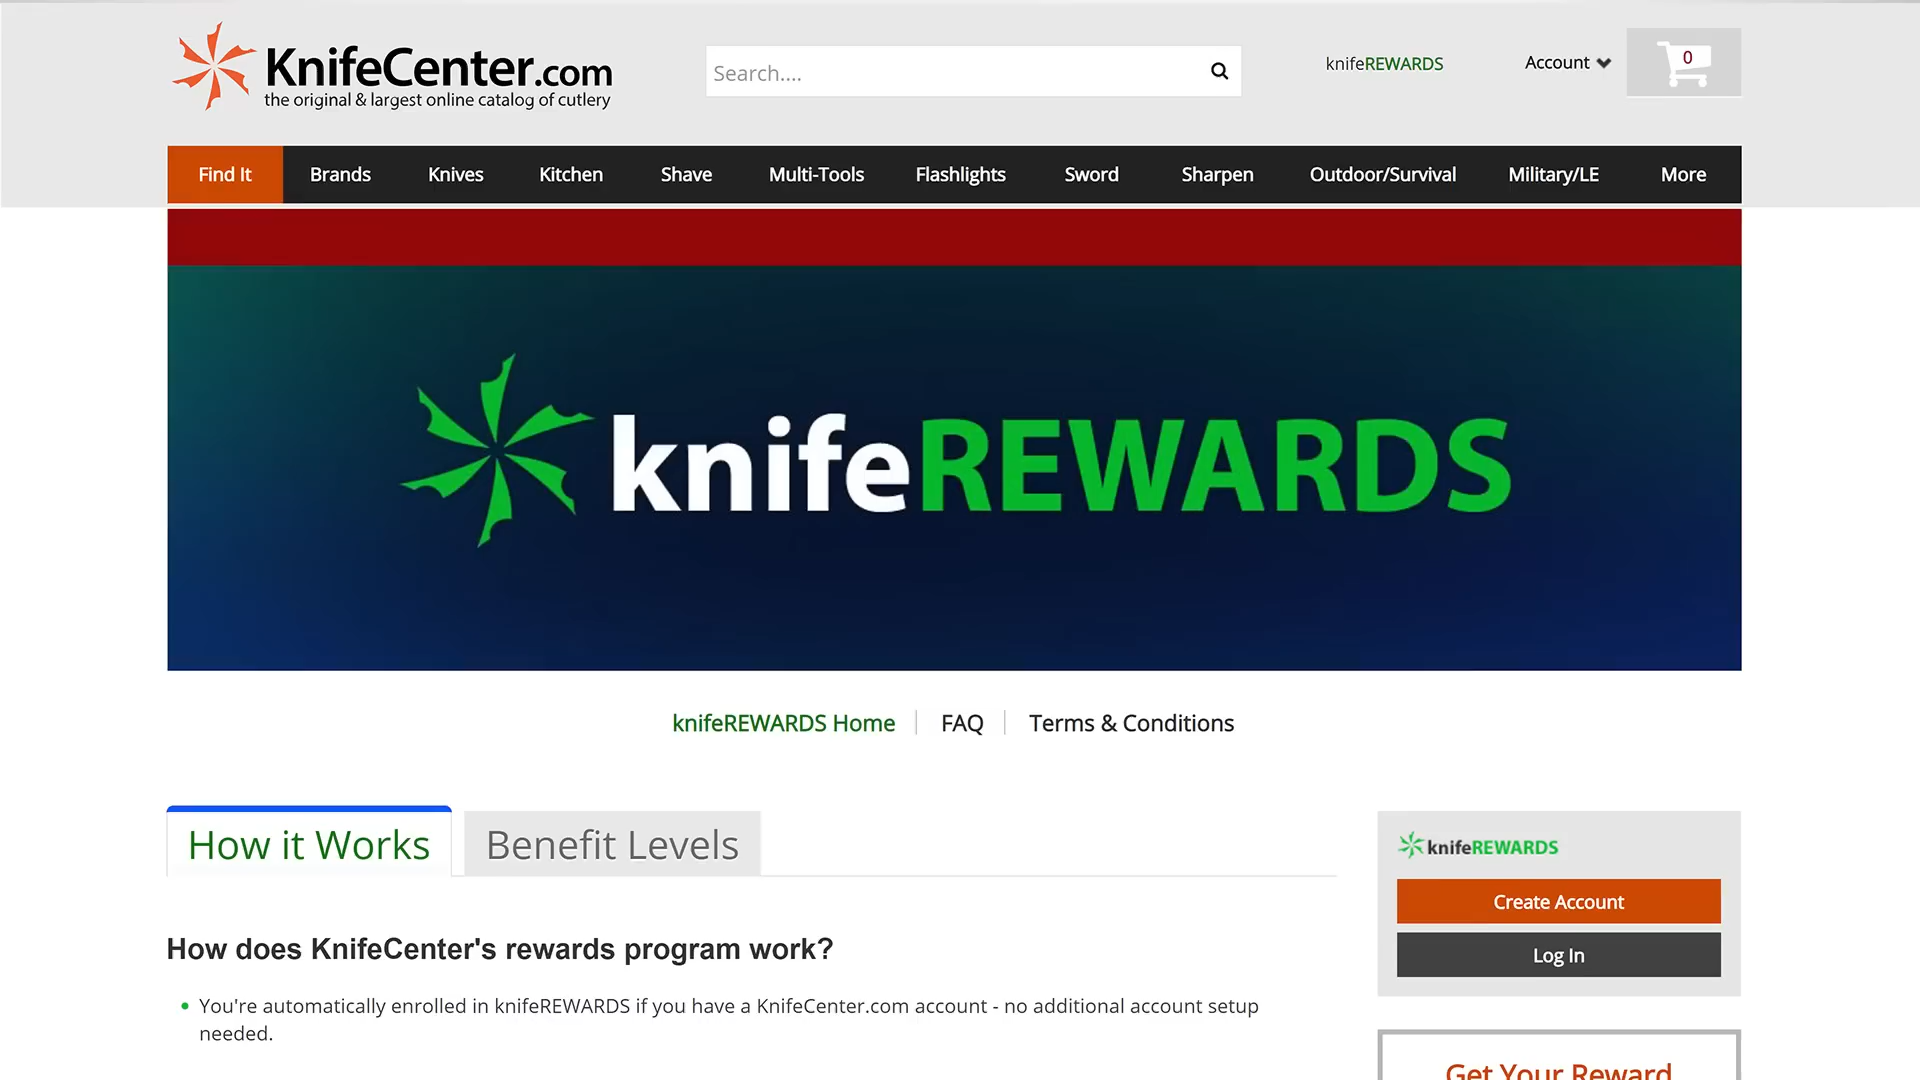 KnifeCenter.com
the original & largest online catalog of cutlery
Search....
knifeREWARDS
Account
0
Find It
Brands
Knives
Kitchen
Shave
Multi-Tools
Flashlights
Sword
Sharpen
Outdoor/Survival
Military/LE
More
knifeREWARDS
knifeREWARDS Home
FAQ
Terms & Conditions
How it Works
Benefit Levels
How does KnifeCenter's rewards program work?
You're automatically enrolled in knifeREWARDS if you have a KnifeCenter.com account - no additional account setup
needed.
knifeREWARDS
Create Account
Log In
Get Your Reward